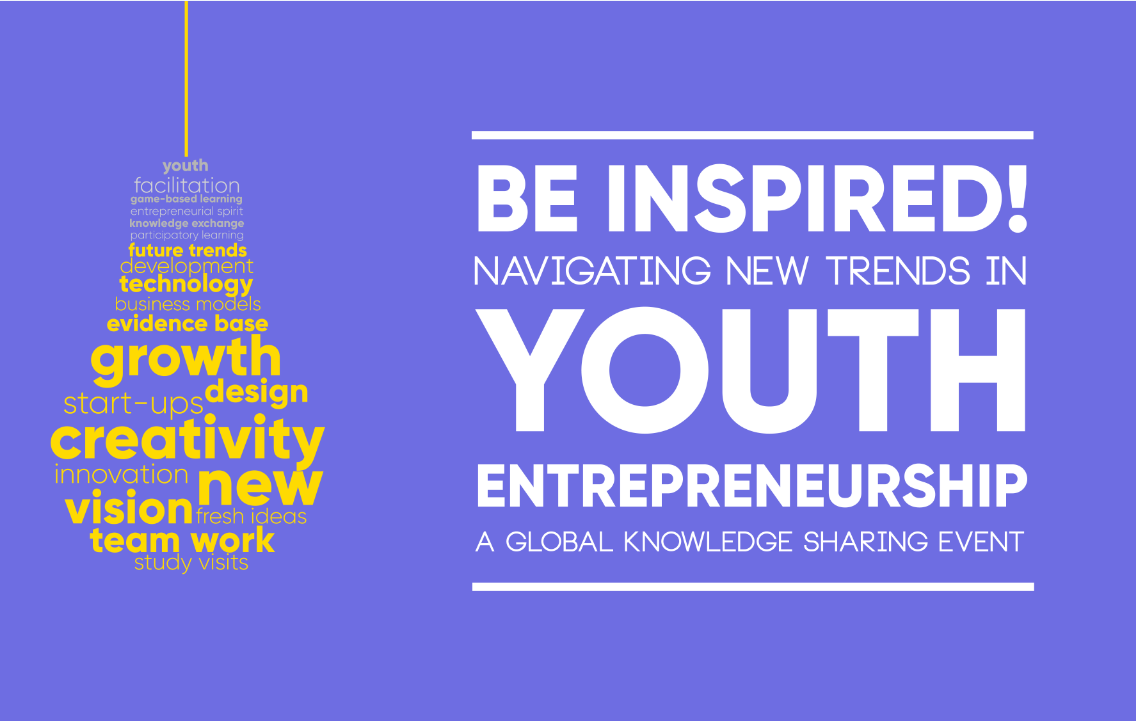 youth
facilitation
game-based learning
entrepreneurial spirit
knowledge exchange
participatory learning
future trends
development
technology
business models
evidence base
growth
start-ups design
creativity
innovation new
vision fresh ideas
team work
study visits
BE INSPIRED!
NAVIGATING NEW TRENDS IN
YOUTH
ENTREPRENEURSHIP
A GLOBAL KNOWLEDGE SHARING EVENT